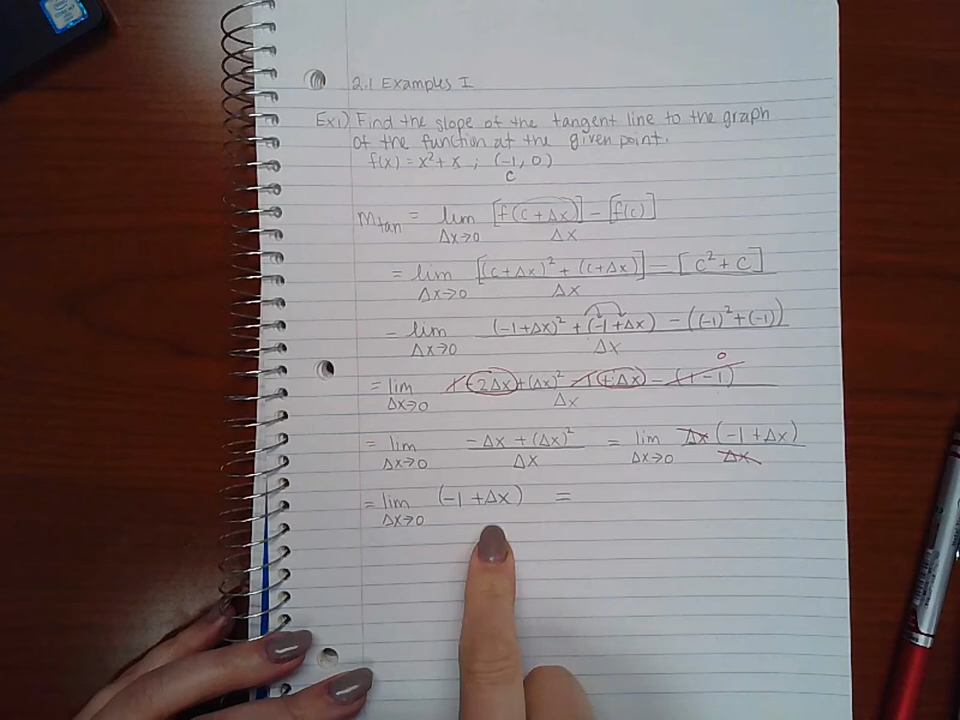 2.1 Examples I
Ex1) Find the slope of the tangent line to the graph
of the function at the given point.
f(x) = x² + x ; (-1, 0)
c
m_tan = lim Δx→0 [f(c + Δx)] - [f(c)] / Δx
= lim Δx→0 [(c+Δx)² + (c+Δx)] - [c² + c] / Δx
= lim Δx→0 (-1+Δx)² + (-1+Δx) - ((-1)² + (-1)) / Δx
= lim Δx→0 1 - 2Δx + (Δx)² - 1 + Δx - (1 - 1) 0 / Δx
= lim Δx→0 -Δx + (Δx)² / Δx = lim Δx→0 Δx(-1 + Δx) / Δx
= lim Δx→0 (-1 + Δx) =